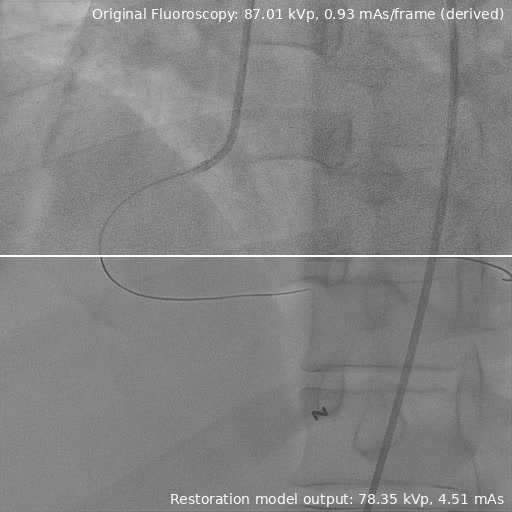 Original Fluoroscopy: 87.01 kVp, 0.93 mAs/frame (derived)
Restoration model output: 78.35 kVp, 4.51 mAs